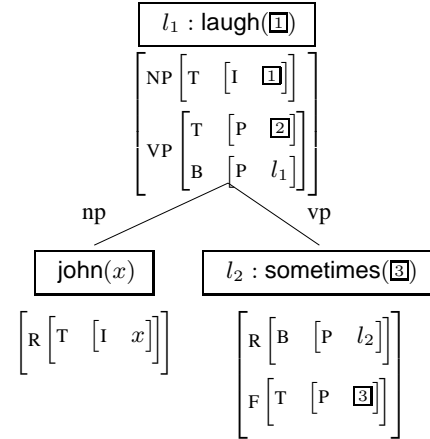 l₁ : laugh(1)
NP [T [I 1]]
VP [T [P 2]
B [P l₁]]
np vp
john(x) l₂ : sometimes(3)
[R [T [I x]]] [R [B [P l₂]]
F [T [P 3]]]